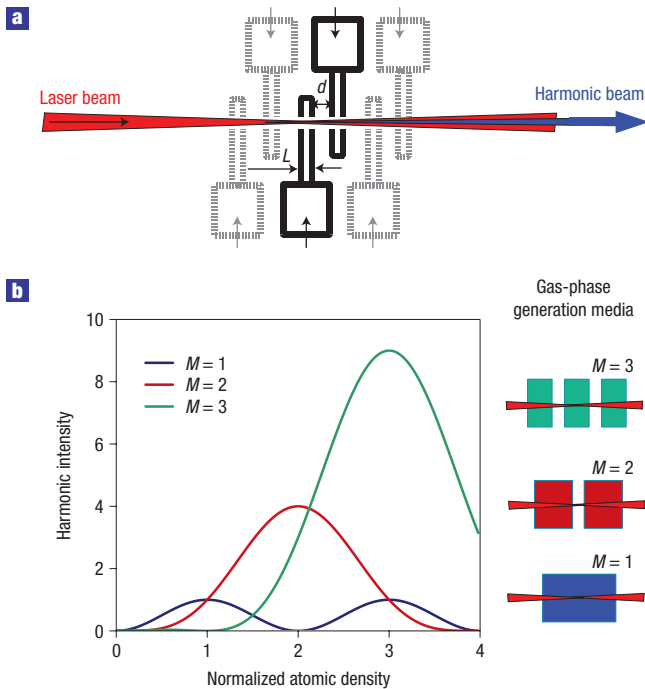 a
Laser beam
d
Harmonic beam
L
b
Gas-phase
generation media
10
8
6
4
2
0
Harmonic intensity
M = 1
M = 2
M = 3
0 1 2 3 4
Normalized atomic density
M = 3
M = 2
M = 1